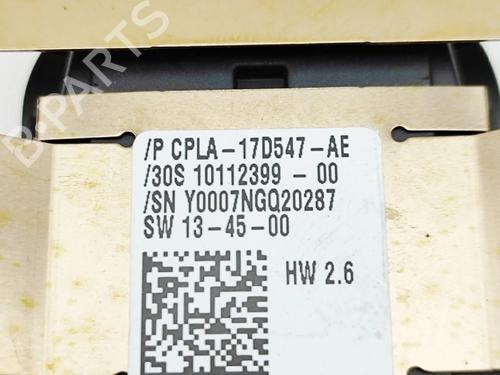 B-PARTS
/P CPLA-17D547-AE
/30S 10112399 - 00
/SN Y0007NGQ20287
SW 13-45-00
HW 2.6